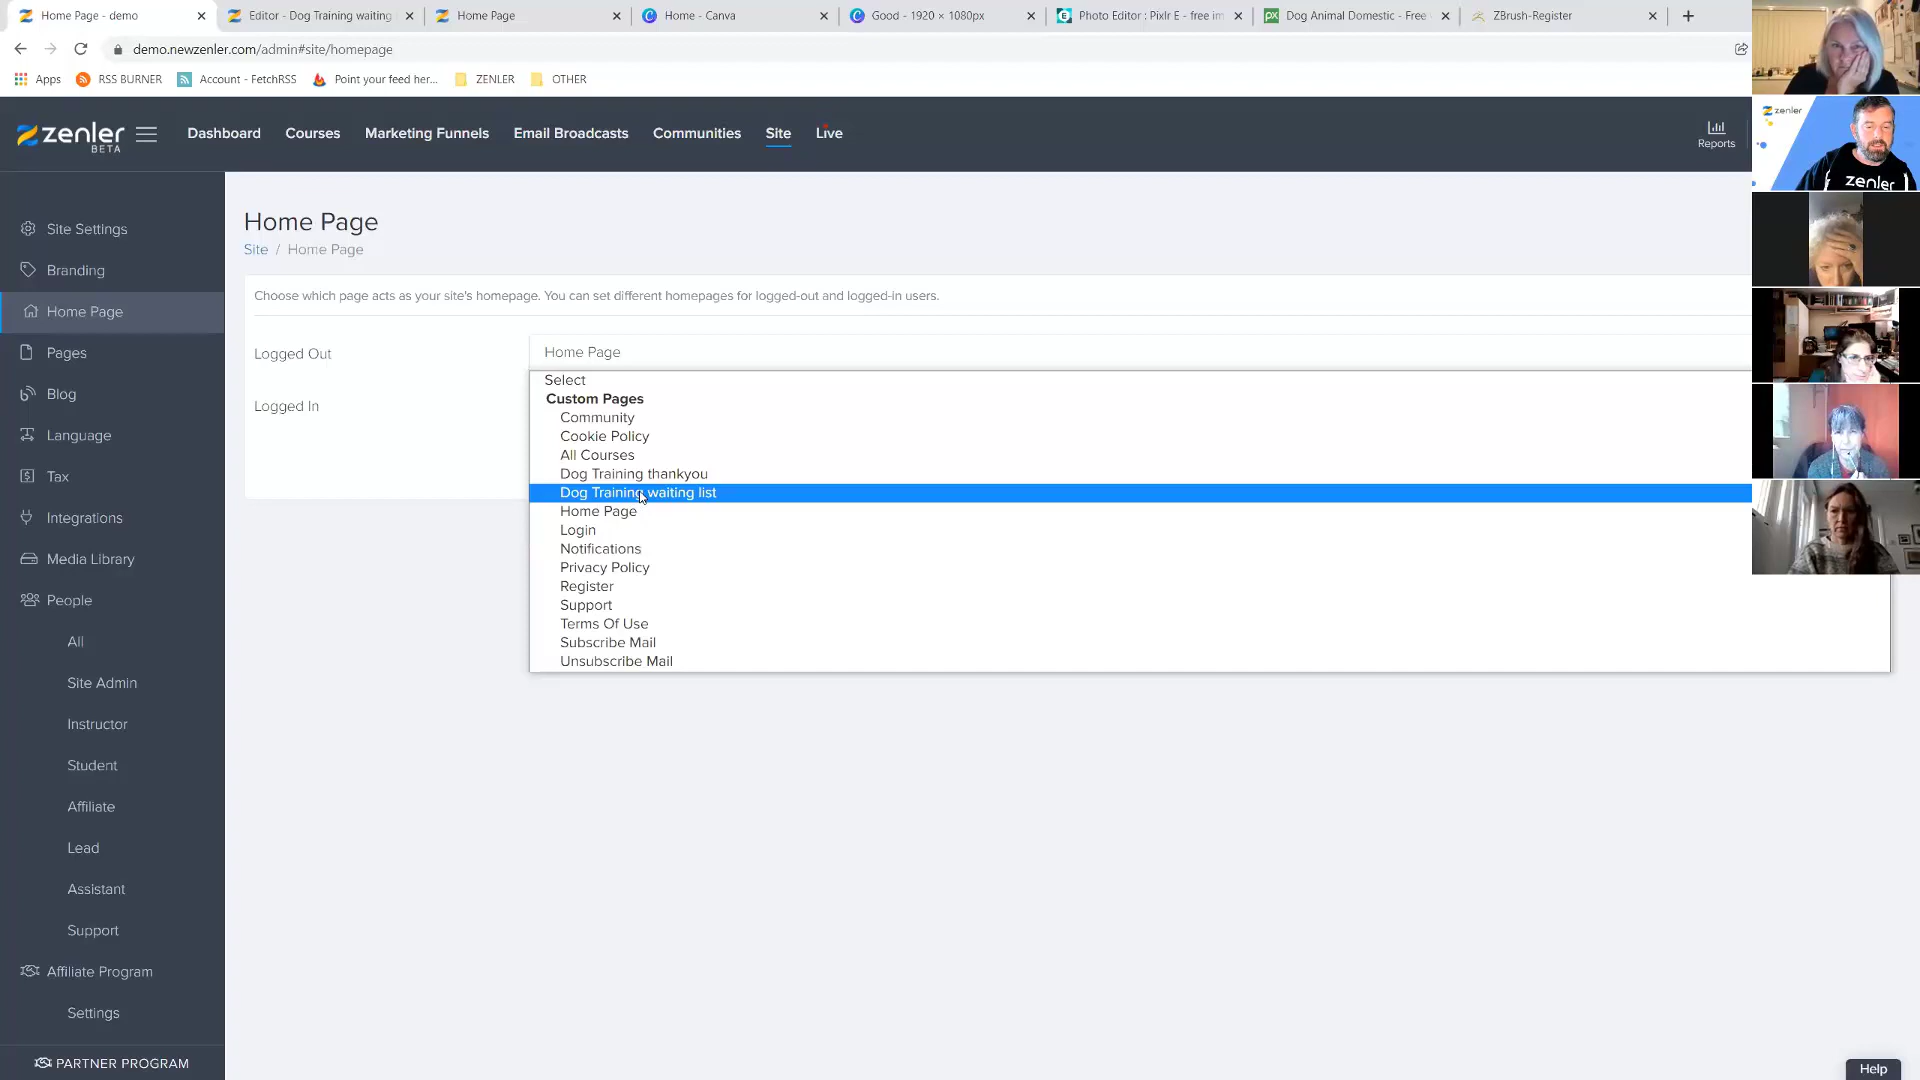 Home Page - demo
Editor - Dog Training waiting
Home Page
Home - Canva
Good - 1920 × 1080px
Photo Editor : Pixlr E - free im
Dog Animal Domestic - Free
ZBrush-Register
demo.newzenler.com/admin#site/homepage
Apps
RSS BURNER
Account - FetchRSS
Point your feed her...
ZENLER
OTHER
zenler
BETA
Dashboard
Courses
Marketing Funnels
Email Broadcasts
Communities
Site
Live
Reports
zenler
zenler
Site Settings
Branding
Home Page
Pages
Blog
Language
Tax
Integrations
Media Library
People
All
Site Admin
Instructor
Student
Affiliate
Lead
Assistant
Support
Affiliate Program
Settings
PARTNER PROGRAM
Home Page
Site / Home Page
Choose which page acts as your site's homepage. You can set different homepages for logged-out and logged-in users.
Logged Out
Home Page
Logged In
Select
Custom Pages
Community
Cookie Policy
All Courses
Dog Training thankyou
Dog Training waiting list
Home Page
Login
Notifications
Privacy Policy
Register
Support
Terms Of Use
Subscribe Mail
Unsubscribe Mail
Help